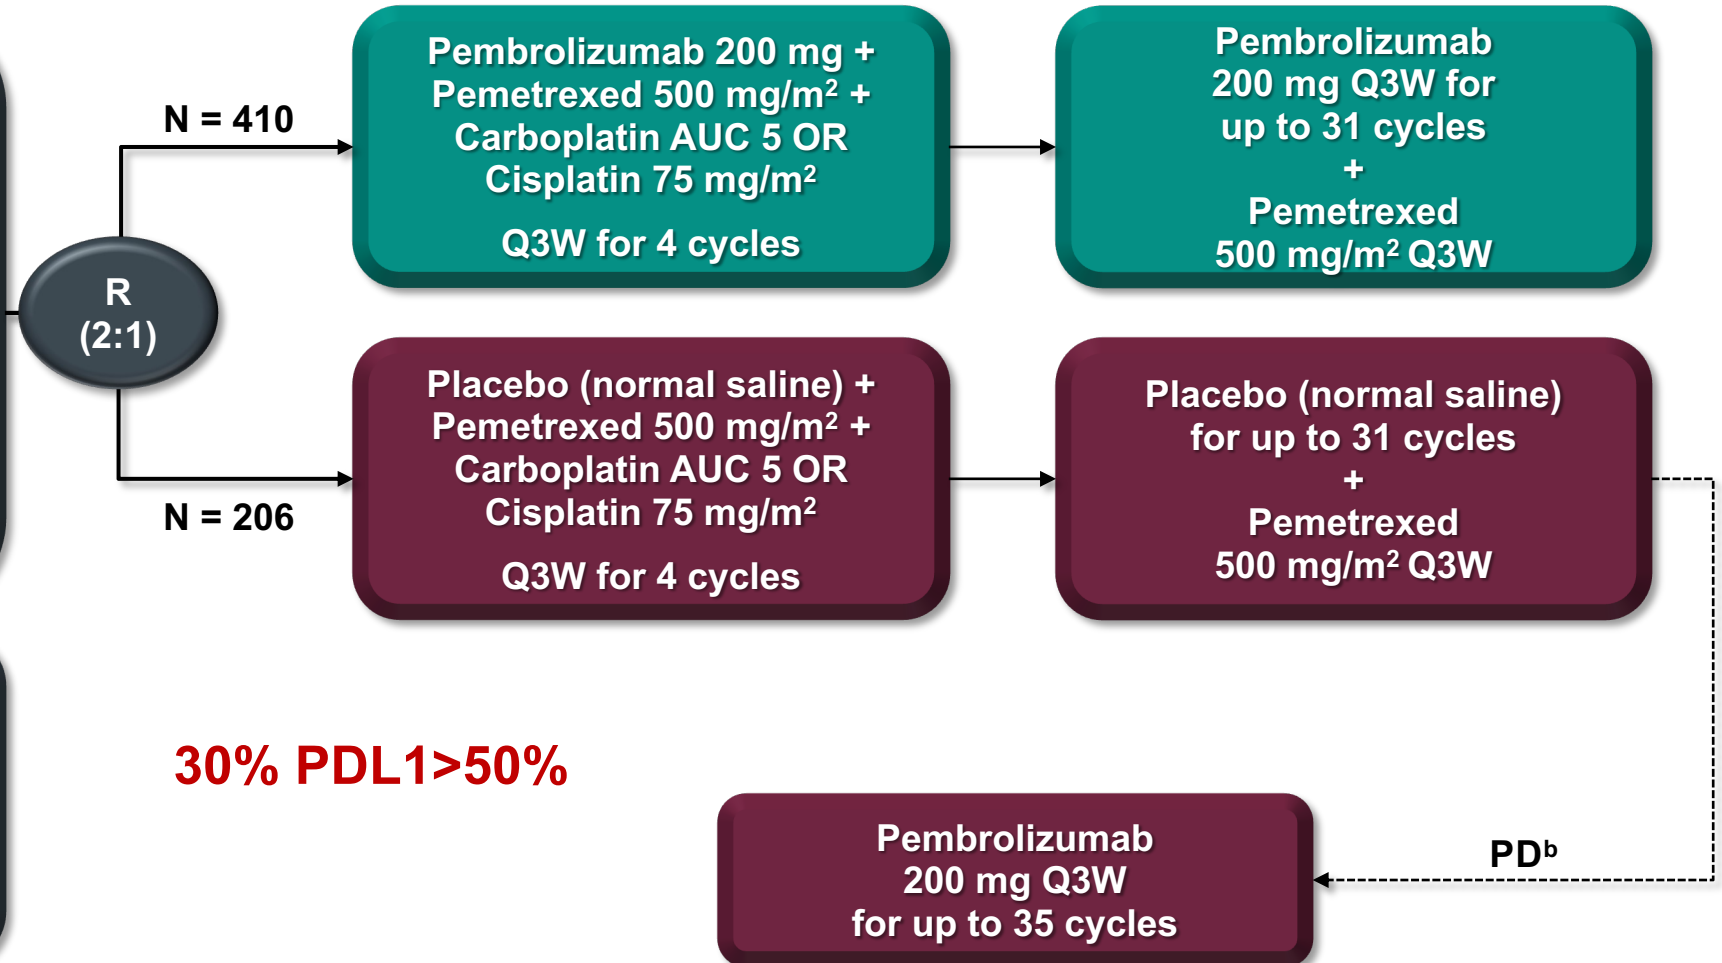 N = 410
R
(2:1)
N = 206
Pembrolizumab 200 mg +
Pemetrexed 500 mg/m² +
Carboplatin AUC 5 OR
Cisplatin 75 mg/m²
Q3W for 4 cycles
Pembrolizumab
200 mg Q3W for
up to 31 cycles
+
Pemetrexed
500 mg/m² Q3W
Placebo (normal saline) +
Pemetrexed 500 mg/m² +
Carboplatin AUC 5 OR
Cisplatin 75 mg/m²
Q3W for 4 cycles
Placebo (normal saline)
for up to 31 cycles
+
Pemetrexed
500 mg/m² Q3W
30% PDL1>50%
Pembrolizumab
200 mg Q3W
for up to 35 cycles
PDᵇ